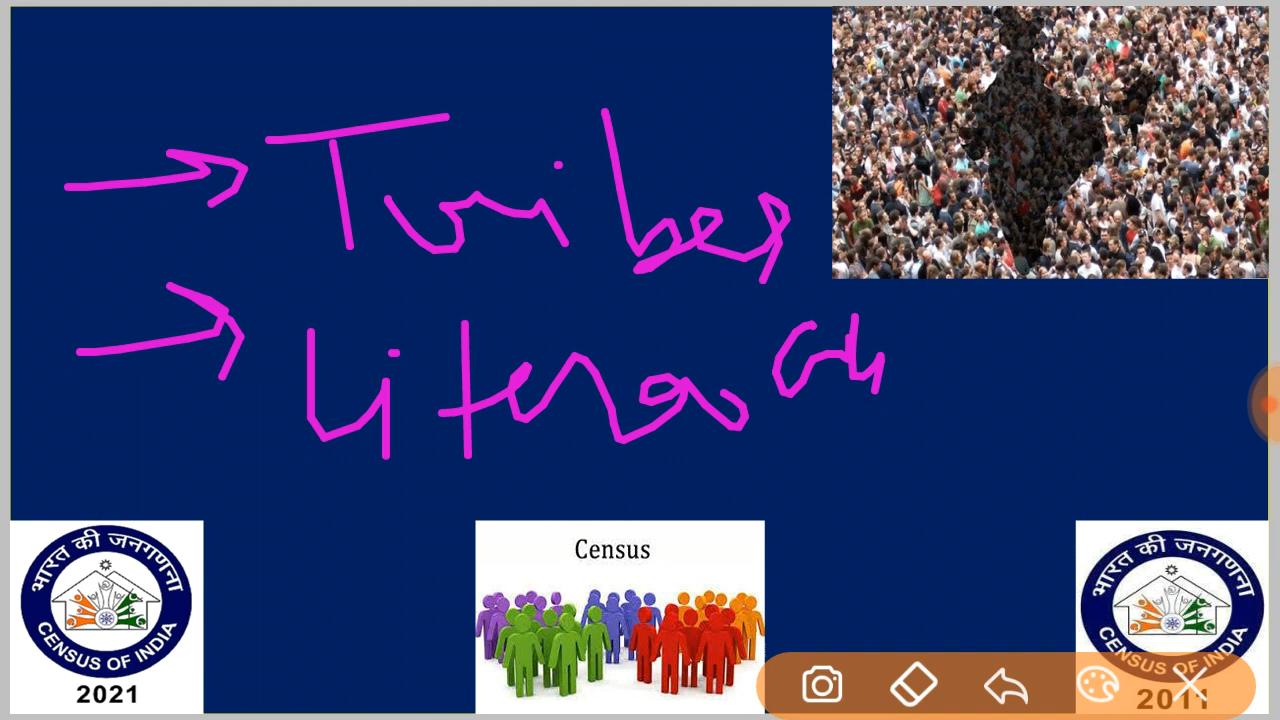 → Tribes
→ Literacy
Census
भारत की जनगणना
CENSUS OF INDIA
2021
भारत की जनगणना
CENSUS OF INDIA
2011